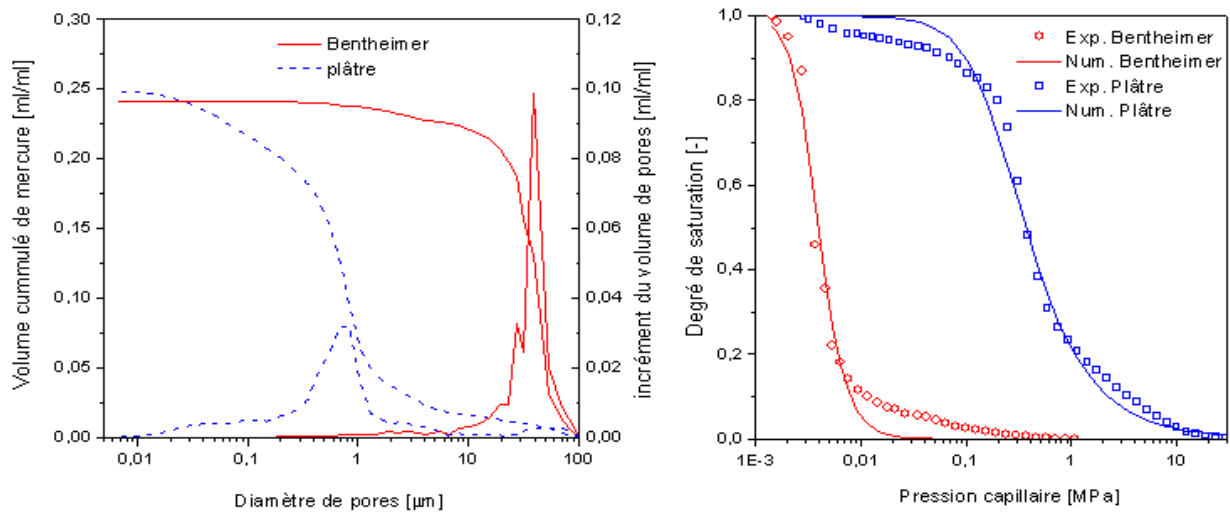 0,30
0,25
0,20
0,15
0,10
0,05
0,00
Volume cummulé de mercure [ml/ml]
Bentheimer
plâtre
0,12
0,10
0,08
0,06
0,04
0,02
0,00
incrément du volume de pores [ml/ml]
0,01 0,1 1 10 100
Diamètre de pores [µm]
1,0
0,8
0,6
0,4
0,2
0,0
Degré de saturation [-]
Exp. Bentheimer
Num. Bentheimer
Exp. Plâtre
Num. Plâtre
1E-3 0,01 0,1 1 10
Pression capillaire [MPa]